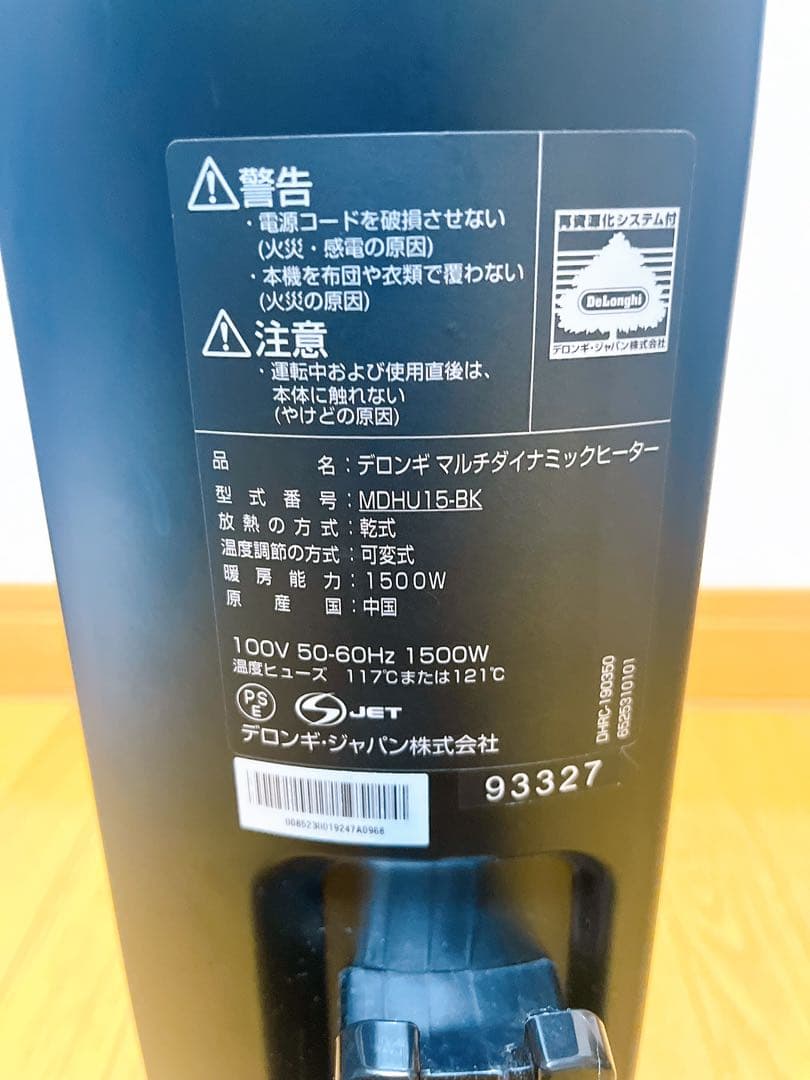 警告
・電源コードを破損させない
(火災・感電の原因)
・本機を布団や衣類で覆わない
(火災の原因)
注意
・運転中および使用直後は、
本体に触れない
(やけどの原因)
再資源化システム付
DeLonghi
デロンギ・ジャパン株式会社
品名：デロンギ マルチダイナミックヒーター
型式番号：MDHU15-BK
放熱の方式：乾式
温度調節の方式：可変式
暖房能力：1500W
原産国：中国
100V 50-60Hz 1500W
温度ヒューズ 117℃または121℃
PSE
JET
デロンギ・ジャパン株式会社
DHRC-190350
6525310101
93327